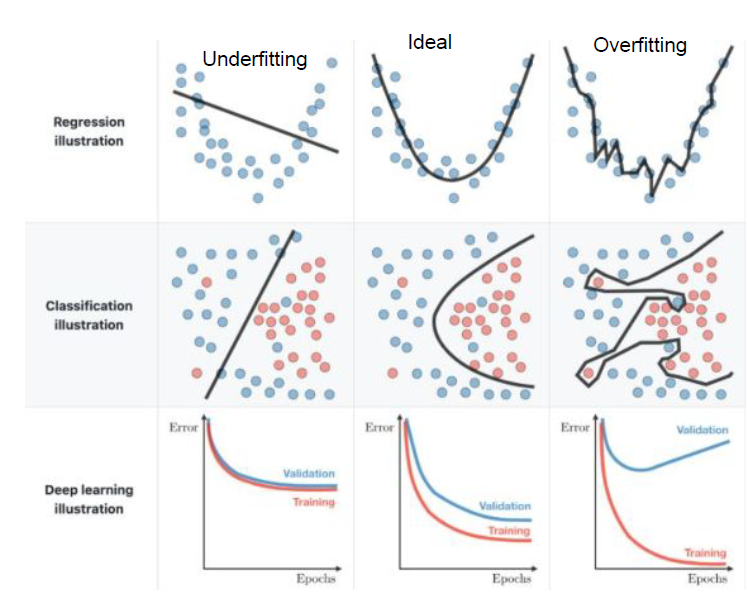 Underfitting
Ideal
Overfitting
Regression
illustration
Classification
illustration
Deep learning
illustration
Error
Validation
Training
Epochs
Error
Validation
Training
Epochs
Error
Validation
Training
Epochs